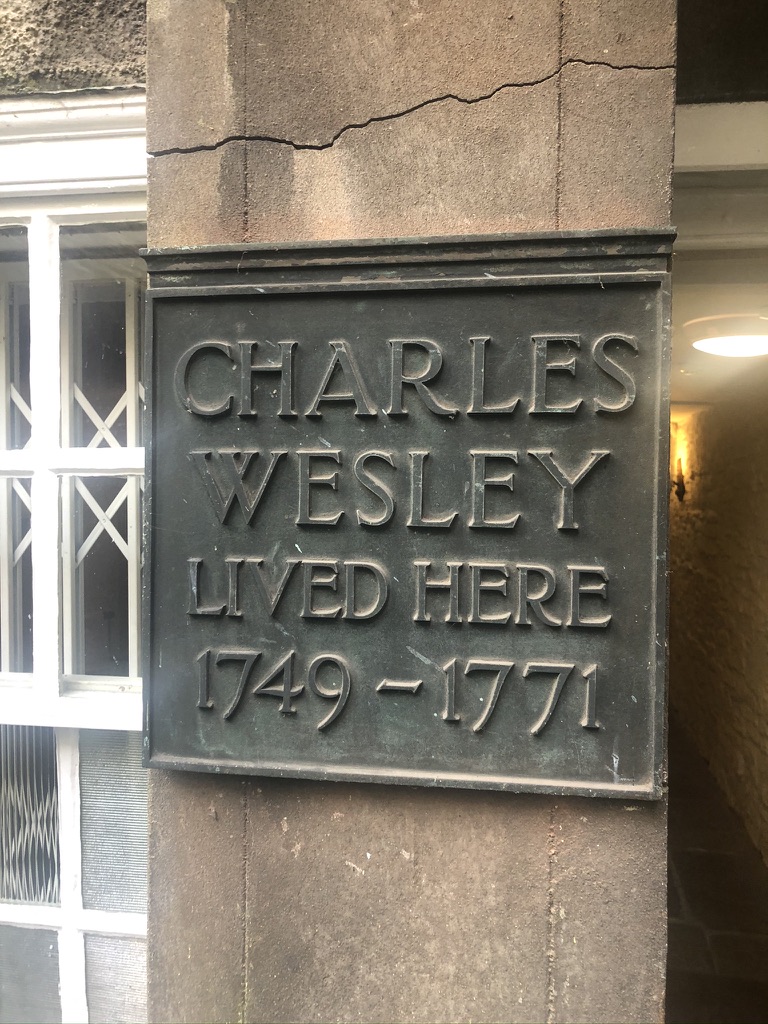 CHARLES
WESLEY
LIVED HERE
1749 – 1771